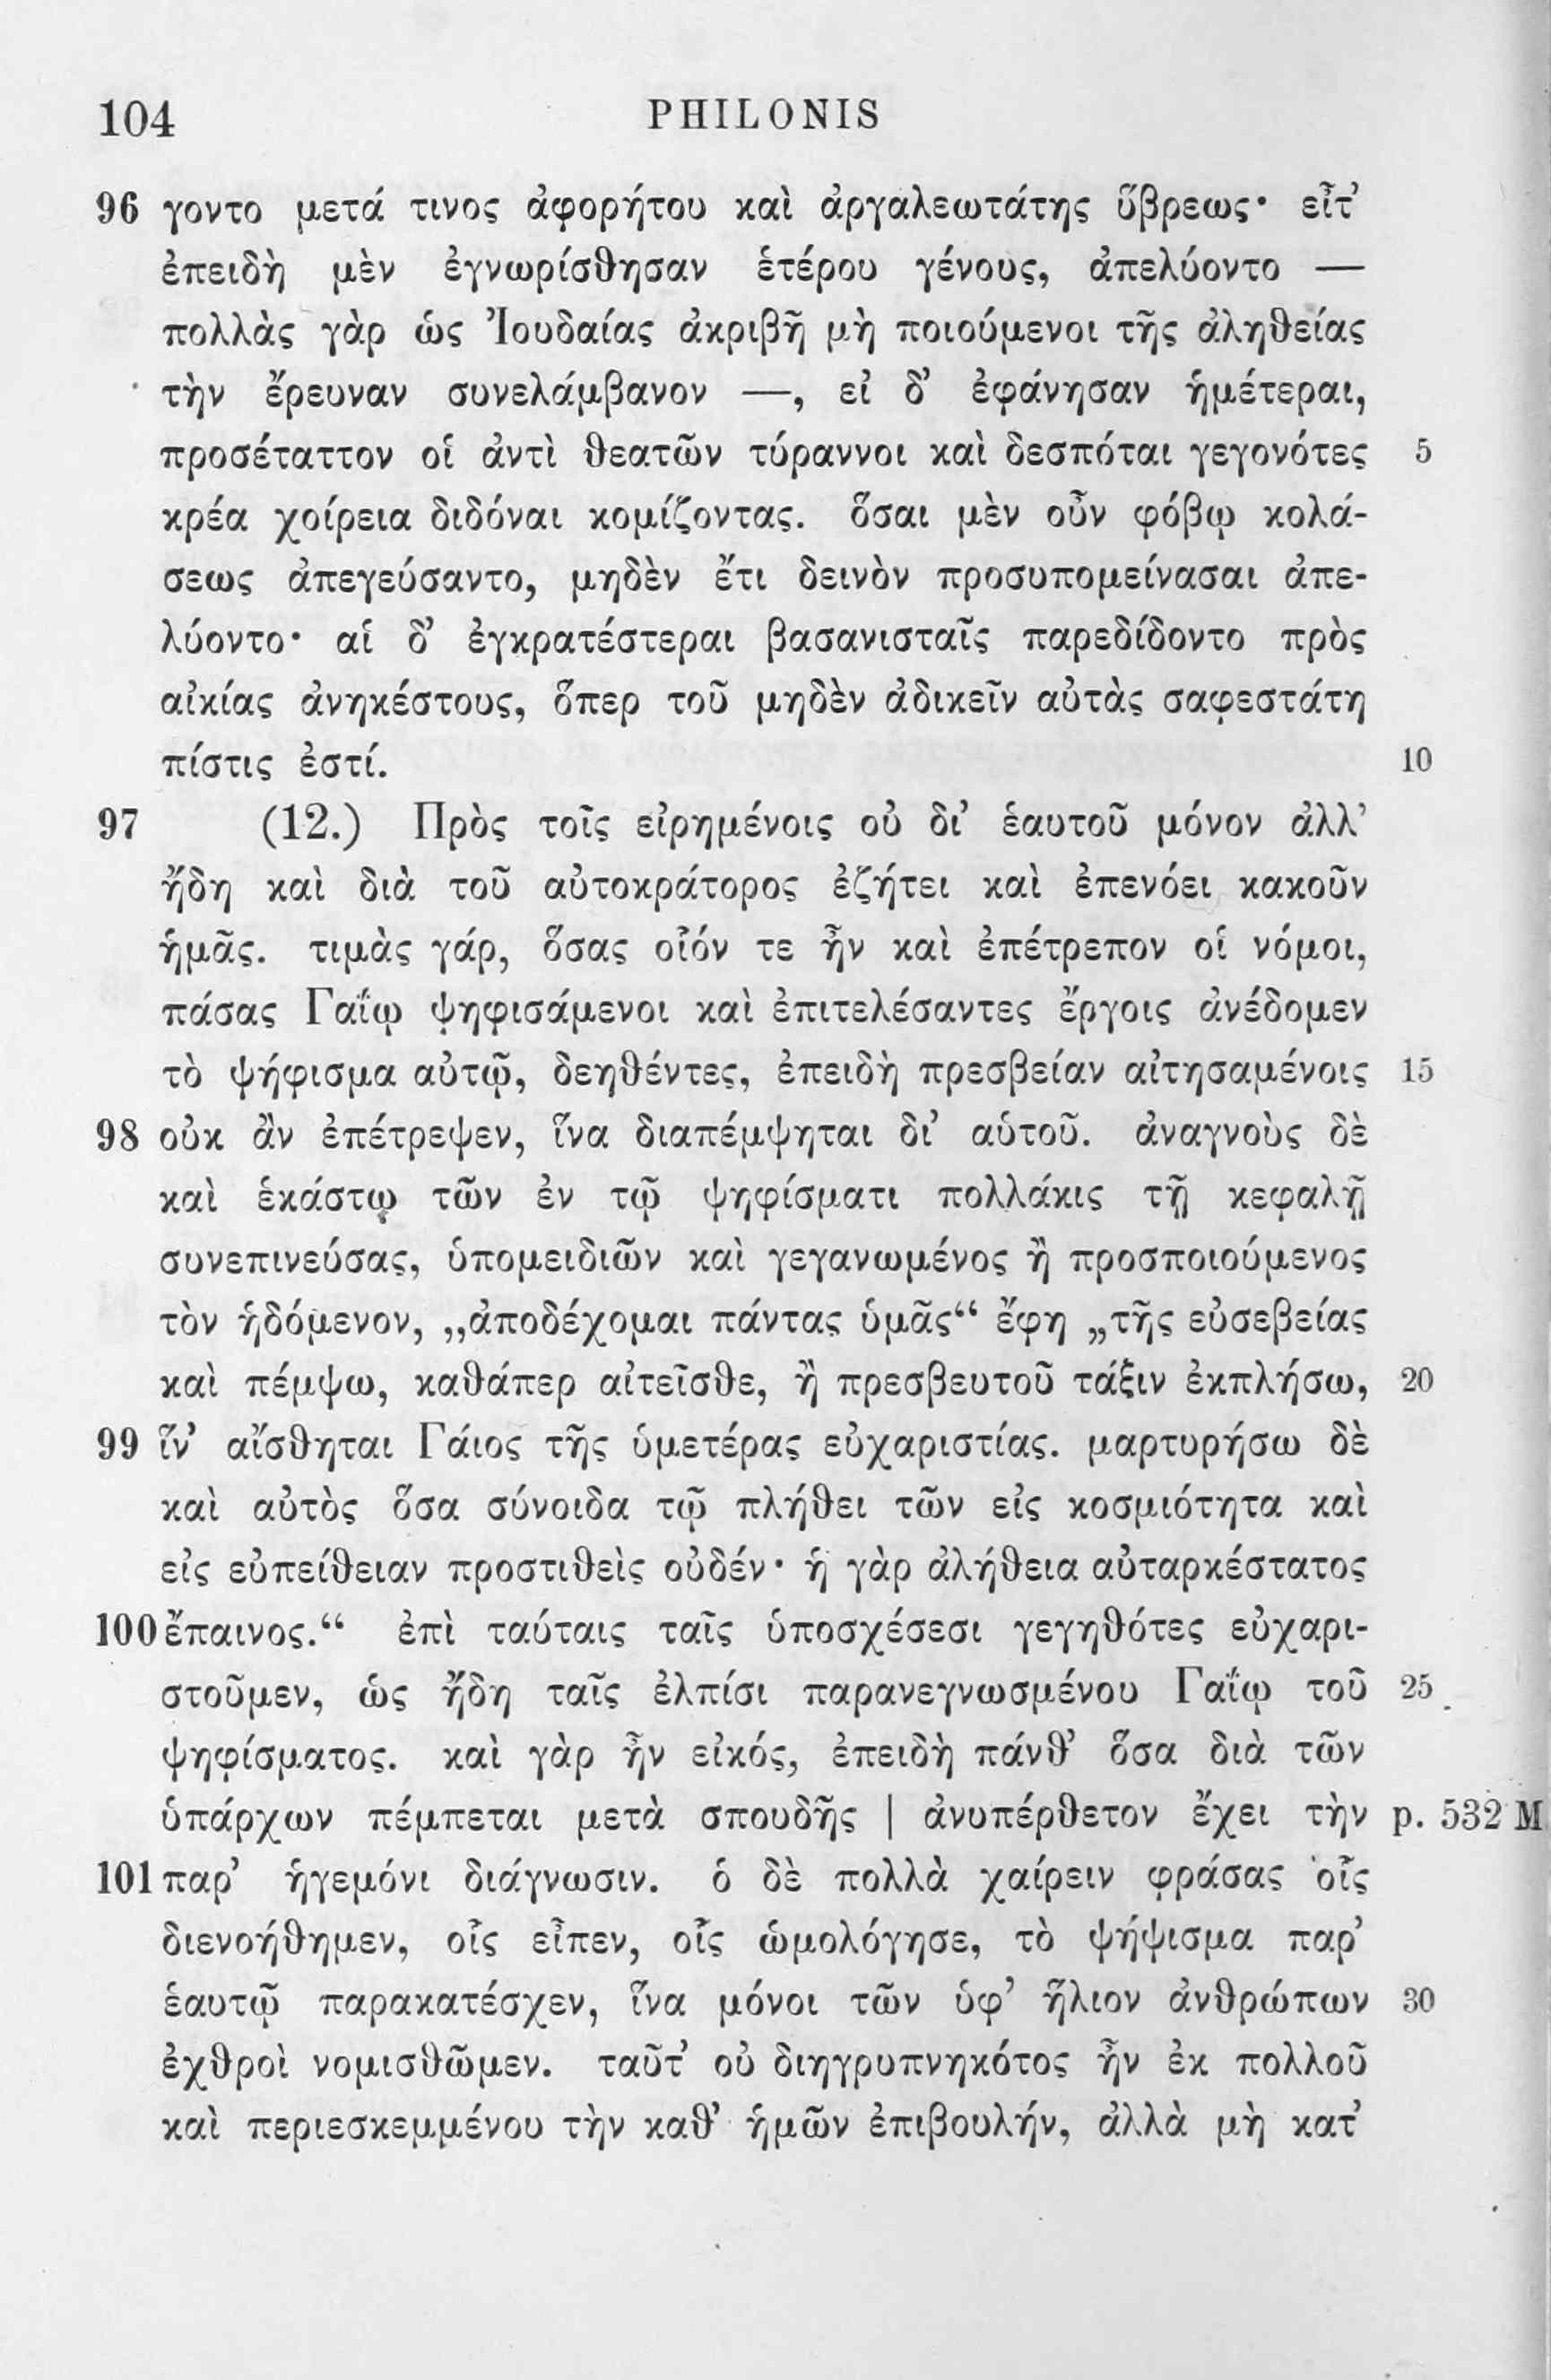 104 PHILONIS
96 γοντο μετά τινος ἀφορήτου καὶ ἀργαλεωτάτης ὕβρεως· εἶτ’
ἐπειδὴ μὲν ἐγνωρίσθησαν ἑτέρου γένους, ἀπελύοντο —
πολλὰς γὰρ ὡς Ἰουδαίας ἀκριβῆ μὴ ποιούμενοι τῆς ἀληθείας
τὴν ἔρευναν συνελάμβανον —, εἰ δ’ ἐφάνησαν ἡμέτεραι,
προσέταττον οἱ ἀντὶ θεατῶν τύραννοι καὶ δεσπόται γεγονότες 5
κρέα χοίρεια διδόναι κομίζοντας. ὅσαι μὲν οὖν φόβῳ κολά-
σεως ἀπεγεύσαντο, μηδὲν ἔτι δεινὸν προσυπομείνασαι ἀπε-
λύοντο· αἱ δ’ ἐγκρατέστεραι βασανισταῖς παρεδίδοντο πρὸς
αἰκίας ἀνηκέστους, ὅπερ τοῦ μηδὲν ἀδικεῖν αὐτὰς σαφεστάτη
πίστις ἐστί. 10
97 (12.) Πρὸς τοῖς εἰρημένοις οὐ δι’ ἑαυτοῦ μόνον ἀλλ’
ἤδη καὶ διὰ τοῦ αὐτοκράτορος ἐζήτει καὶ ἐπενόει κακοῦν
ἡμᾶς. τιμὰς γάρ, ὅσας οἷόν τε ἦν καὶ ἐπέτρεπον οἱ νόμοι,
πάσας Γαΐῳ ψηφισάμενοι καὶ ἐπιτελέσαντες ἔργοις ἀνέδομεν
τὸ ψήφισμα αὐτῷ, δεηθέντες, ἐπειδὴ πρεσβείαν αἰτησαμένοις 15
98 οὐκ ἂν ἐπέτρεψεν, ἵνα διαπέμψηται δι’ αὑτοῦ. ἀναγνοὺς δὲ
καὶ ἑκάστῳ τῶν ἐν τῷ ψηφίσματι πολλάκις τῇ κεφαλῇ
συνεπινεύσας, ὑπομειδιῶν καὶ γεγανωμένος ἢ προσποιούμενος
τὸν ἡδόμενον, „ἀποδέχομαι πάντας ὑμᾶς“ ἔφη „τῆς εὐσεβείας
καὶ πέμψω, καθάπερ αἰτεῖσθε, ἢ πρεσβευτοῦ τάξιν ἐκπλήσω, 20
99 ἵν’ αἴσθηται Γάιος τῆς ὑμετέρας εὐχαριστίας. μαρτυρήσω δὲ
καὶ αὐτὸς ὅσα σύνοιδα τῷ πλήθει τῶν εἰς κοσμιότητα καὶ
εἰς εὐπείθειαν προστιθεὶς οὐδέν· ἡ γὰρ ἀλήθεια αὐταρκέστατος
100 ἔπαινος.“ ἐπὶ ταύταις ταῖς ὑποσχέσεσι γεγηθότες εὐχαρι-
στοῦμεν, ὡς ἤδη ταῖς ἐλπίσι παρανεγνωσμένου Γαΐῳ τοῦ 25
ψηφίσματος. καὶ γὰρ ἦν εἰκός, ἐπειδὴ πάνθ’ ὅσα διὰ τῶν
ὑπάρχων πέμπεται μετὰ σπουδῆς | ἀνυπέρθετον ἔχει τὴν p. 532 M
101 παρ’ ἡγεμόνι διάγνωσιν. ὁ δὲ πολλὰ χαίρειν φράσας οἷς
διενοήθημεν, οἷς εἶπεν, οἷς ὡμολόγησε, τὸ ψήψισμα παρ’
ἑαυτῷ παρακατέσχεν, ἵνα μόνοι τῶν ὑφ’ ἥλιον ἀνθρώπων 30
ἐχθροὶ νομισθῶμεν. ταῦτ’ οὐ διηγρυπνηκότος ἦν ἐκ πολλοῦ
καὶ περιεσκεμμένου τὴν καθ’ ἡμῶν ἐπιβουλήν, ἀλλὰ μὴ κατ’